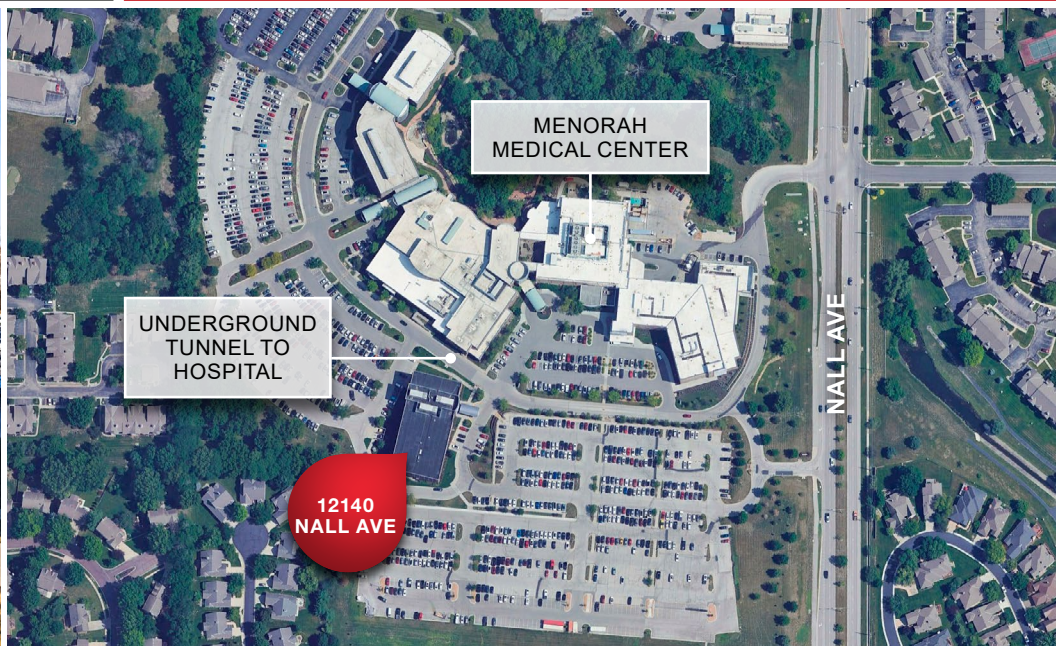 MENORAH
MEDICAL CENTER
UNDERGROUND
TUNNEL TO
HOSPITAL
NALL AVE
12140
NALL AVE